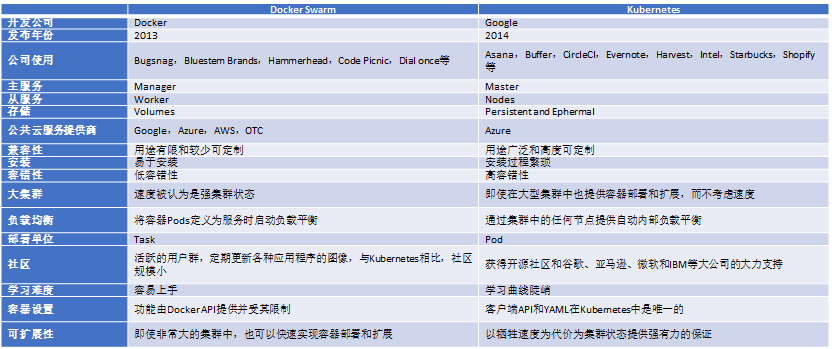 Docker Swarm Kubernetes
开发公司 Docker Google
发布年份 2013 2014
公司使用 Bugsnag，Bluestem Brands，Hammerhead，Code Picnic，Dial once等 Asana，Buffer，CircleCI，Evernote，Harvest，Intel，Starbucks，Shopify
等
主服务 Manager Master
从服务 Worker Nodes
存储 Volumes Persistent and Ephermal
公共云服务提供商 Google，Azure，AWS，OTC Azure
兼容性 用途有限和较少可定制 用途广泛和高度可定制
安装 易于安装 安装过程繁琐
容错性 低容错性 高容错性
大集群 速度被认为是强集群状态 即使在大型集群中也提供容器部署和扩展，而不考虑速度
负载均衡 将容器Pods定义为服务时启动负载平衡 通过集群中的任何节点提供自动内部负载平衡
部署单位 Task Pod
社区 活跃的用户群，定期更新各种应用程序的图像，与Kubernetes相比，社区 获得开源社区和谷歌、亚马逊、微软和IBM等大公司的大力支持
规模小
学习难度 容易上手 学习曲线陡峭
容器设置 功能由Docker API提供并受其限制 客户端API和YAML在Kubernetes中是唯一的
可扩展性 即使非常大的集群中，也可以快速实现容器部署和扩展 以牺牲速度为代价为集群状态提供强有力的保证